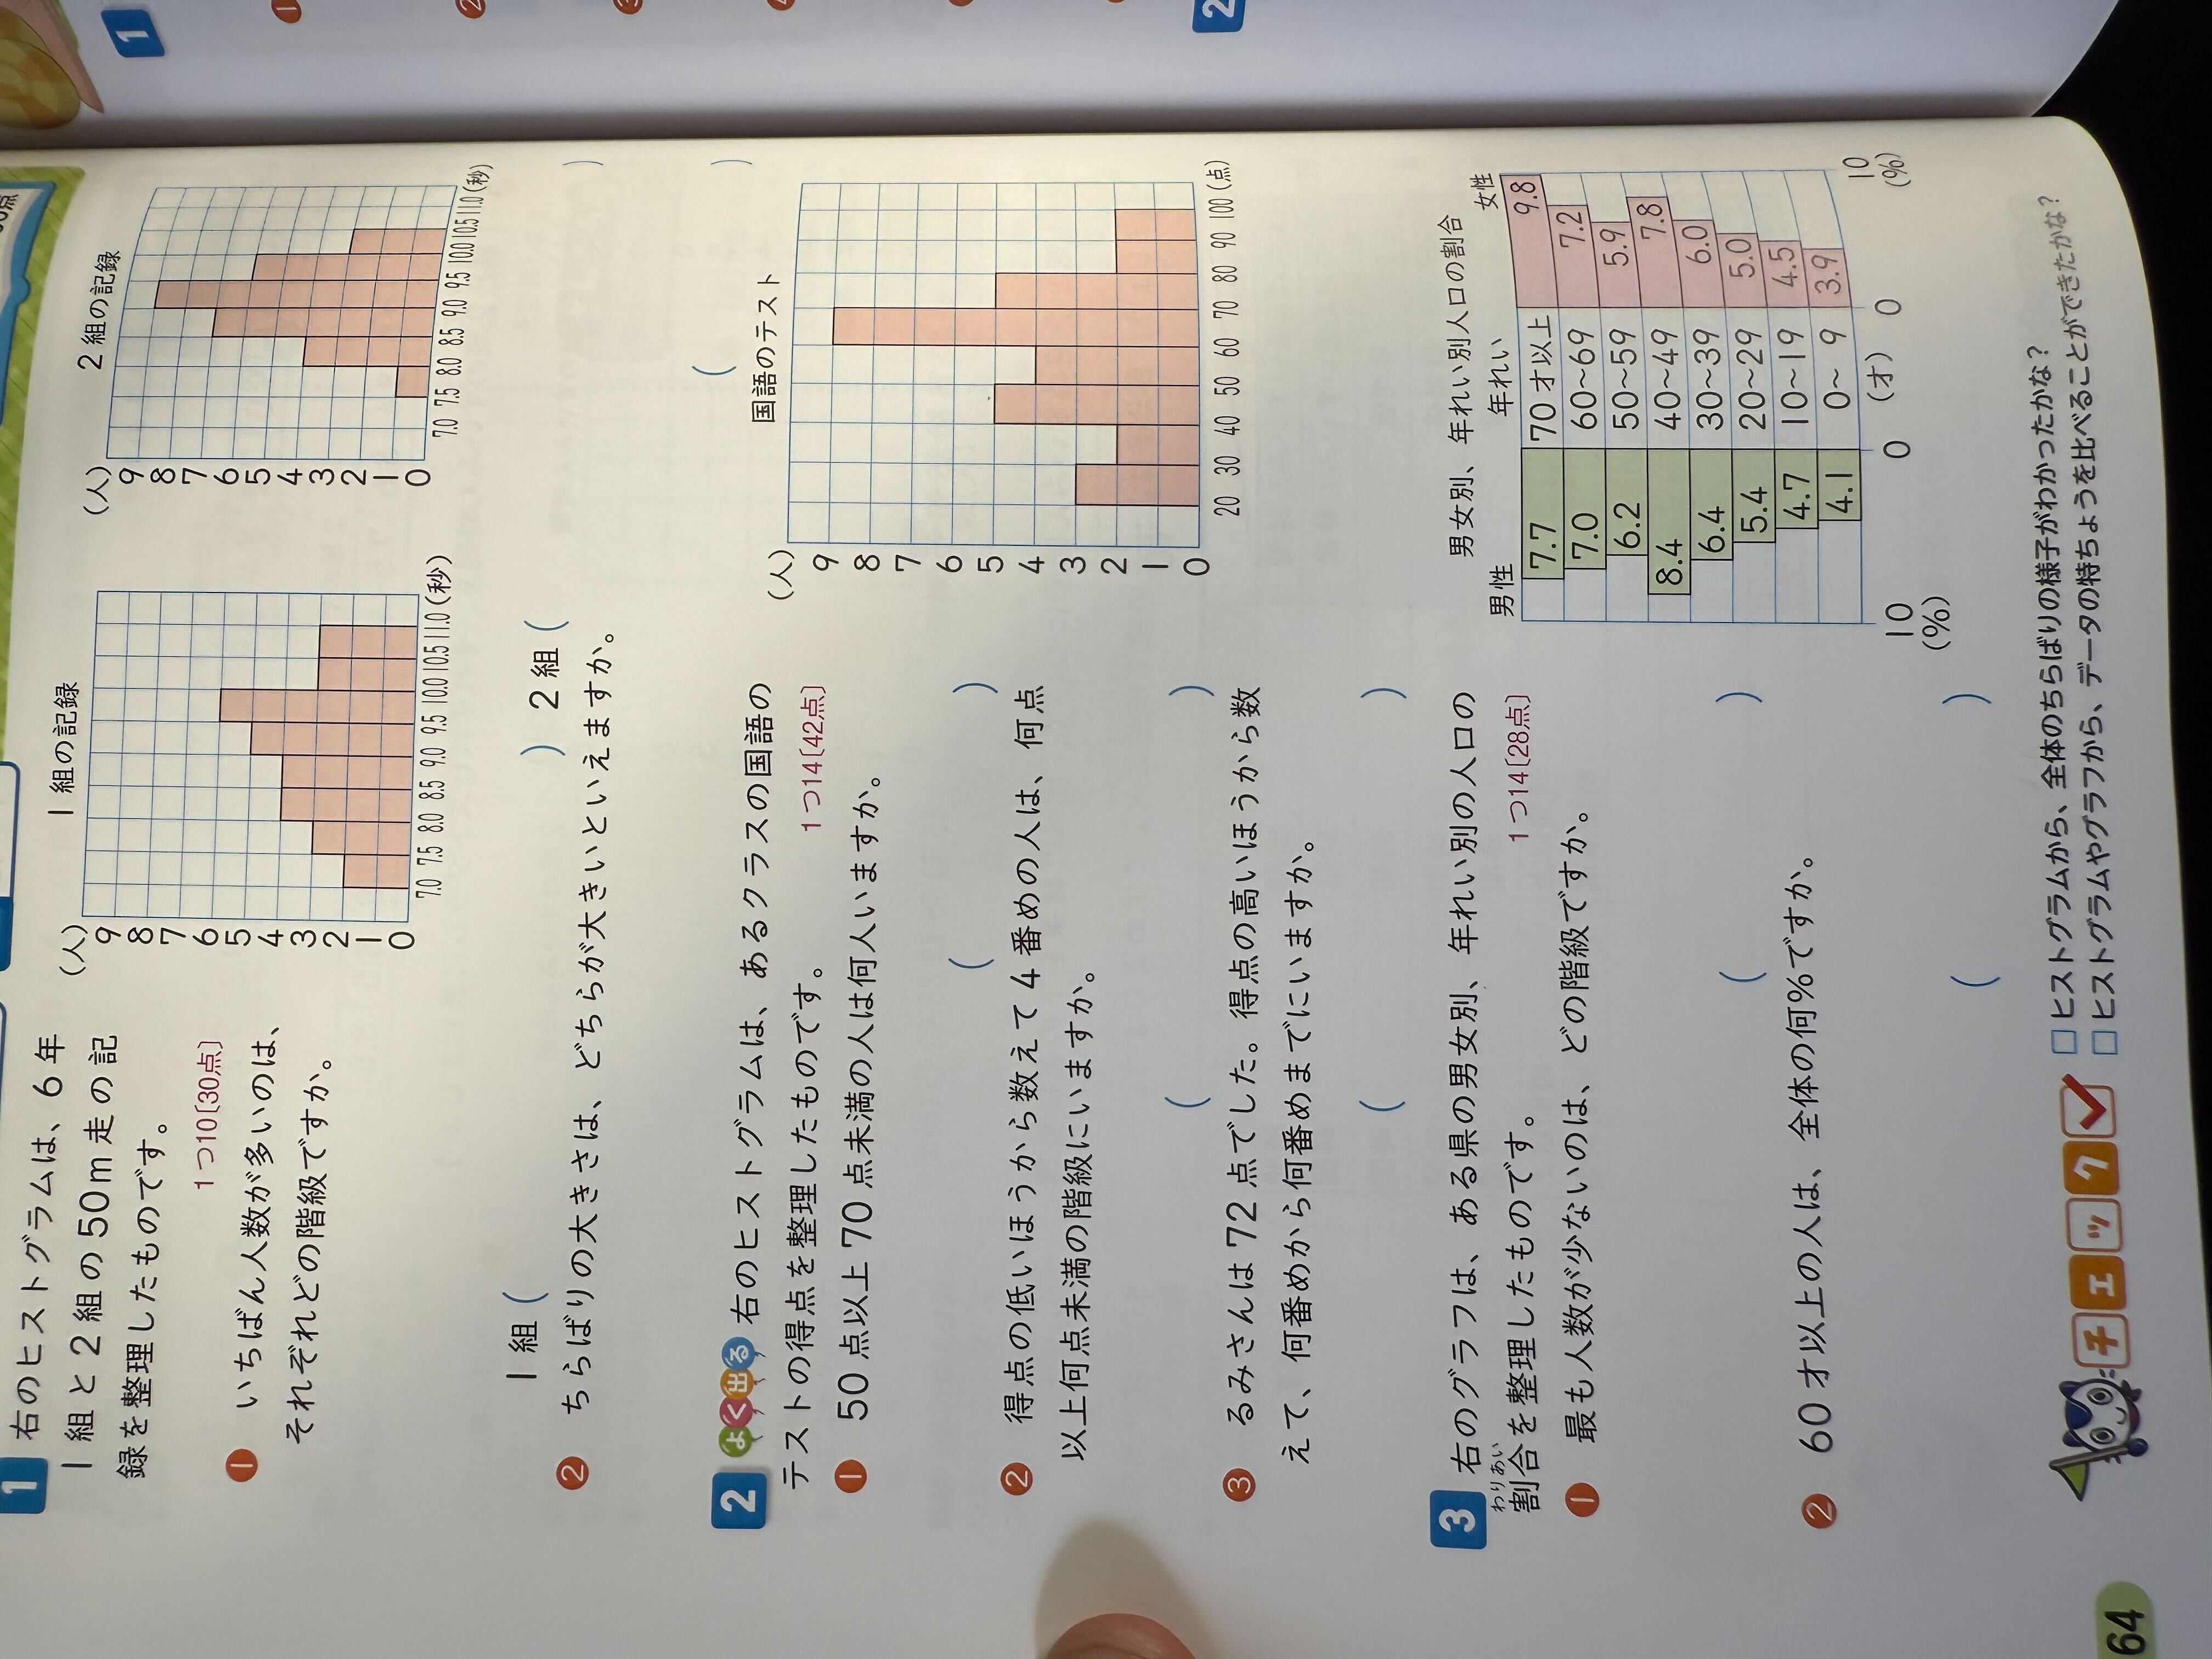 1
右のヒストグラムは、6年
1組と2組の50m走の記
録を整理したものです。
1つ10〔30点〕
❶ いちばん人数が多いのは、
それぞれどの階級ですか。
1組の記録
(人)
9
8
7
6
5
4
3
2
1
0
7.0 7.5 8.0 8.5 9.0 9.5 10.0 10.5 11.0(秒)
2組の記録
(人)
9
8
7
6
5
4
3
2
1
0
7.0 7.5 8.0 8.5 9.0 9.5 10.0 10.5 11.0(秒)
1組( ) 2組( )
❷ ちらばりの大きさは、どちらが大きいといえますか。
( )
2 よく出る 右のヒストグラムは、あるクラスの国語の
テストの得点を整理したものです。
1つ14〔42点〕
❶ 50点以上70点未満の人は何人いますか。
( )
❷ 得点の低いほうから数えて4番めの人は、何点
以上何点未満の階級にいますか。
( )
❸ るみさんは72点でした。得点の高いほうから数
えて、何番めから何番めまでにいますか。
( )
国語のテスト
(人)
9
8
7
6
5
4
3
2
1
0
20 30 40 50 60 70 80 90 100(点)
3 右のグラフは、ある県の男女別、年れい別の人口の
わりあい
割合を整理したものです。
1つ14〔28点〕
❶ 最も人数が少ないのは、どの階級ですか。
( )
❷ 60才以上の人は、全体の何%ですか。
( )
男女別、年れい別人口の割合
男性 年れい 女性
7.7 70才以上 9.8
7.0 60~69 7.2
6.2 50~59 5.9
8.4 40~49 7.8
6.4 30~39 6.0
5.4 20~29 5.0
4.7 10~19 4.5
4.1 0~ 9 3.9
10 0 (才) 0 10
(%) (%)
チェック
□ヒストグラムから、全体のちらばりの様子がわかったかな?
□ヒストグラムやグラフから、データの特ちょうを比べることができたかな?
64
1
2